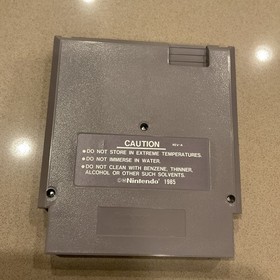 CAUTION REV-A
•DO NOT STORE IN EXTREME TEMPERATURES.
•DO NOT IMMERSE IN WATER.
•DO NOT CLEAN WITH BENZENE, THINNER,
ALCOHOL OR OTHER SUCH SOLVENTS.
©Nintendo® 1985